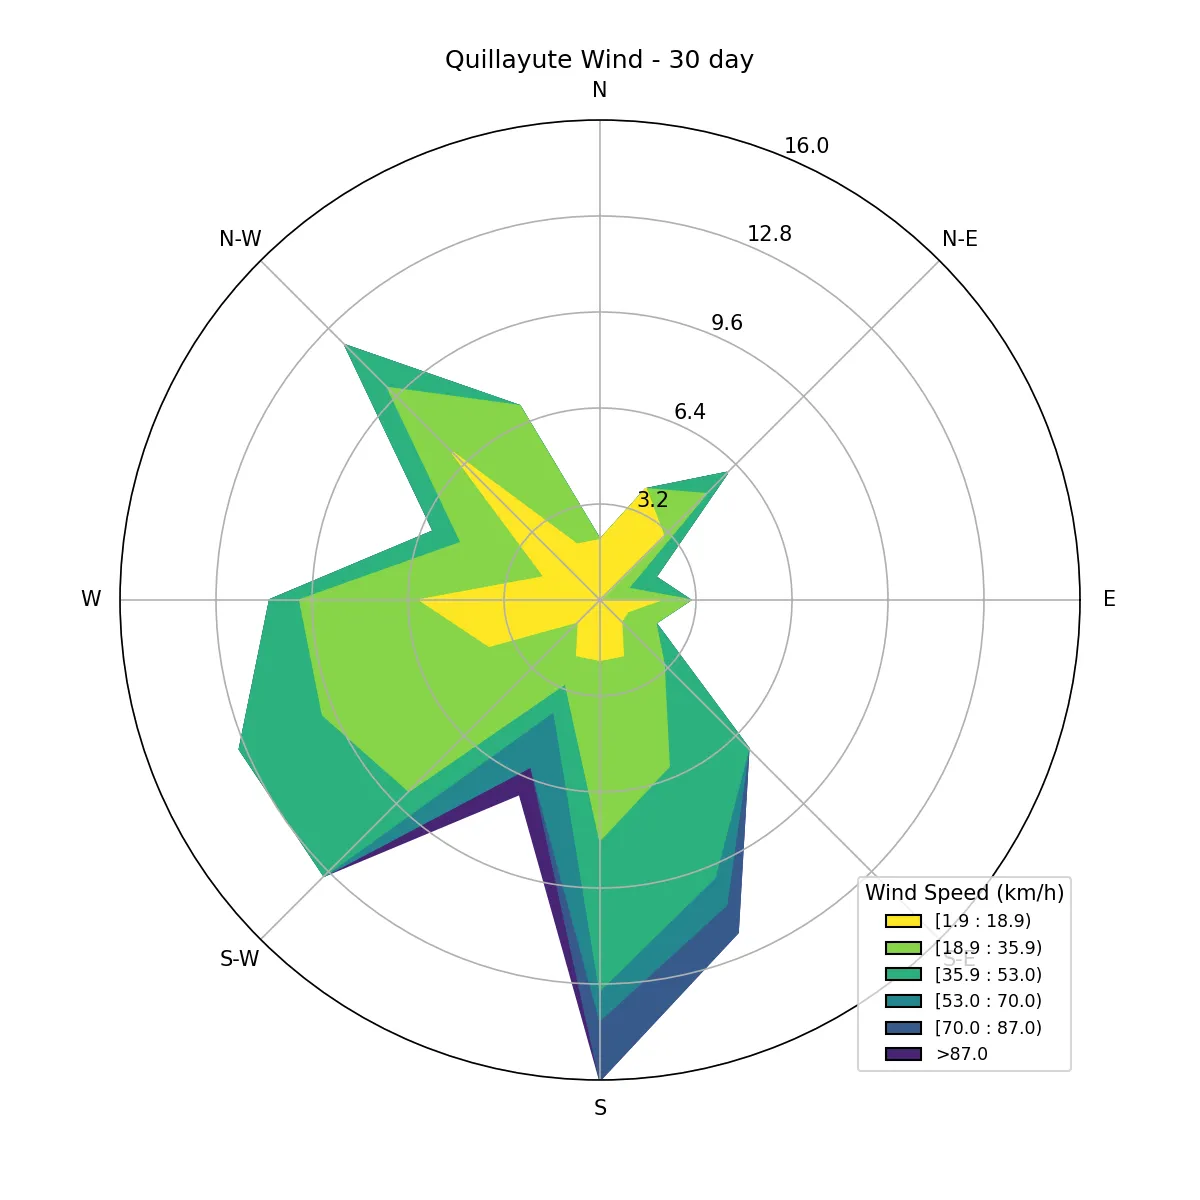 Quillayute Wind - 30 day
N
16.0
12.8
N-W
N-E
9.6
6.4
3.2
W
E
S-W
S-E
S
Wind Speed (km/h)
[1.9 : 18.9)
[18.9 : 35.9)
[35.9 : 53.0)
[53.0 : 70.0)
[70.0 : 87.0)
>87.0